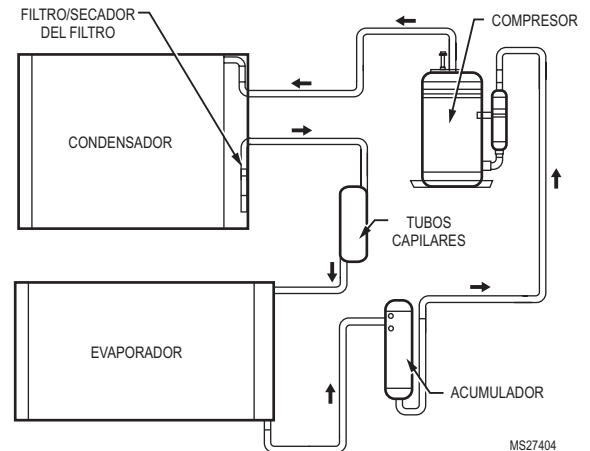 FILTRO/SECADOR
DEL FILTRO
COMPRESOR
CONDENSADOR
TUBOS
CAPILARES
EVAPORADOR
ACUMULADOR
MS27404